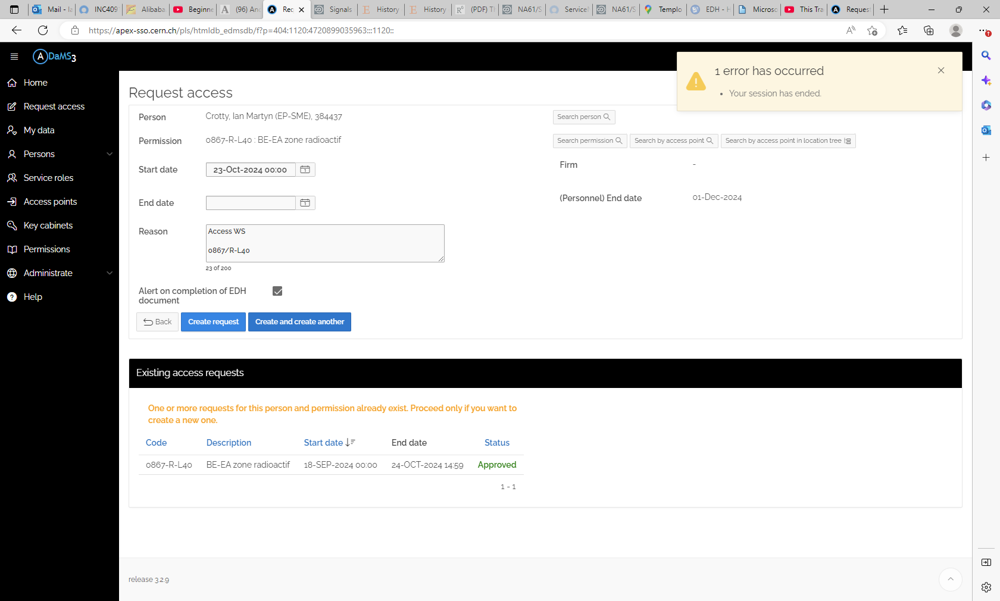 Mail - Ia
INC409
Alibaba
Beginne
(96) An
Req
Signals
History
History
(PDF) T
NA61/S
Service
NA61/S
Templo
EDH - H
Microso
This Tra
Reques
https://apex-sso.cern.ch/pls/htmldb_edmsdb/f?p=404:1120:4720899035963:::1120::
ADaMS3
Home
Request access
My data
Persons
Service roles
Access points
Key cabinets
Permissions
Administrate
Help
1 error has occurred
Your session has ended.
Request access
Person Crotty, Ian Martyn (EP-SME), 384437 Search person
Permission 0867-R-L40 : BE-EA zone radioactif Search permission Search by access point Search by access point in location tree
Start date 23-Oct-2024 00:00 Firm -
End date (Personnel) End date 01-Dec-2024
Reason Access WS
0867/R-L40
23 of 200
Alert on completion of EDH
document
Back Create request Create and create another
Existing access requests
One or more requests for this person and permission already exist. Proceed only if you want to
create a new one.
Code Description Start date End date Status
0867-R-L40 BE-EA zone radioactif 18-SEP-2024 00:00 24-OCT-2024 14:59 Approved
1 - 1
release 3.2.9